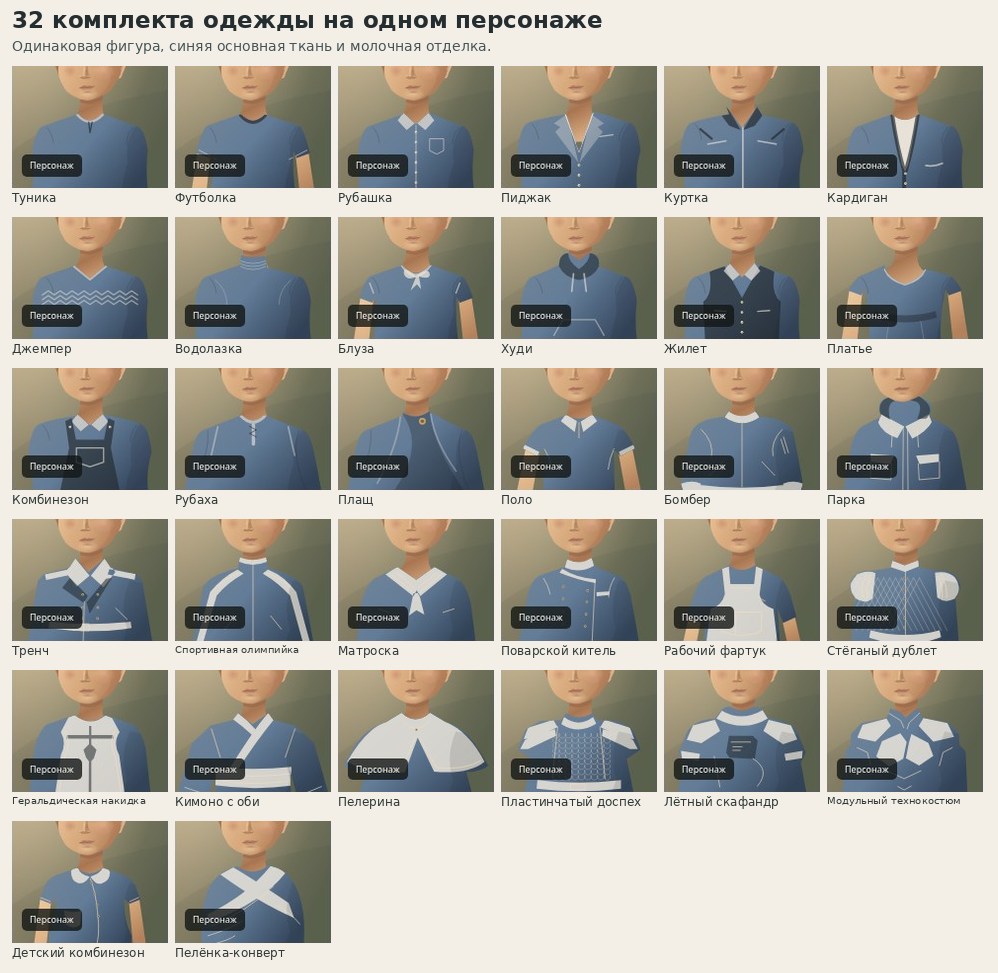 32 комплекта одежды на одном персонаже
Одинаковая фигура, синяя основная ткань и молочная отделка.
Персонаж Персонаж Персонаж Персонаж Персонаж Персонаж
Туника Футболка Рубашка Пиджак Куртка Кардиган
Персонаж Персонаж Персонаж Персонаж Персонаж Персонаж
Джемпер Водолазка Блуза Худи Жилет Платье
Персонаж Персонаж Персонаж Персонаж Персонаж Персонаж
Комбинезон Рубаха Плащ Поло Бомбер Парка
Персонаж Персонаж Персонаж Персонаж Персонаж Персонаж
Тренч Спортивная олимпийка Матроска Поварской китель Рабочий фартук Стёганый дублет
Персонаж Персонаж Персонаж Персонаж Персонаж Персонаж
Геральдическая накидка Кимоно с оби Пелерина Пластинчатый доспех Лётный скафандр Модульный технокостюм
Персонаж Персонаж
Детский комбинезон Пелёнка-конверт